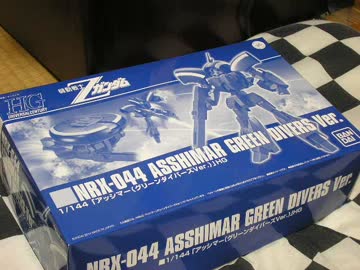 機動戦士
Zガンダム
HG
UNIVERSAL CENTURY
NRX-044 ASSHIMAR GREEN DIVERS Ver.
1/144「アッシマー(グリーンダイバーズVer.)」HG
BANDAI
NRX-044 ASSHIMAR GREEN DIVERS Ver.
1/144「アッシマー(グリーンダイバーズVer.)」HG